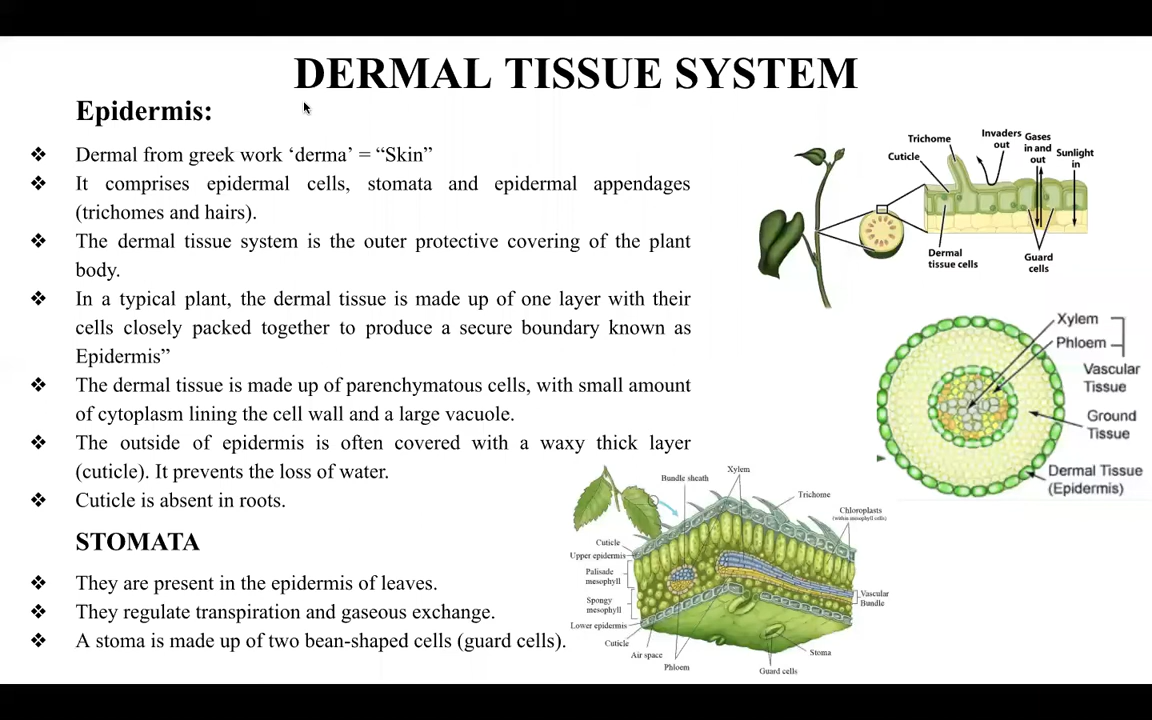 DERMAL TISSUE SYSTEM
Epidermis:
❖ Dermal from greek work ‘derma’ = “Skin”
❖ It comprises epidermal cells, stomata and epidermal appendages
(trichomes and hairs).
❖ The dermal tissue system is the outer protective covering of the plant
body.
❖ In a typical plant, the dermal tissue is made up of one layer with their
cells closely packed together to produce a secure boundary known as
Epidermis”
❖ The dermal tissue is made up of parenchymatous cells, with small amount
of cytoplasm lining the cell wall and a large vacuole.
❖ The outside of epidermis is often covered with a waxy thick layer
(cuticle). It prevents the loss of water.
❖ Cuticle is absent in roots.
STOMATA
❖ They are present in the epidermis of leaves.
❖ They regulate transpiration and gaseous exchange.
❖ A stoma is made up of two bean-shaped cells (guard cells).
Trichome
Cuticle
Invaders
out
Gases
in and
out
Sunlight
in
Dermal
tissue cells
Guard
cells
Xylem
Phloem
Vascular
Tissue
Ground
Tissue
Dermal Tissue
(Epidermis)
Xylem
Bundle sheath
Trichome
Chloroplasts
(within mesophyll cells)
Cuticle
Upper epidermis
Palisade
mesophyll
Spongy
mesophyll
Lower epidermis
Cuticle
Air space
Phloem
Vascular
Bundle
Stoma
Guard cells